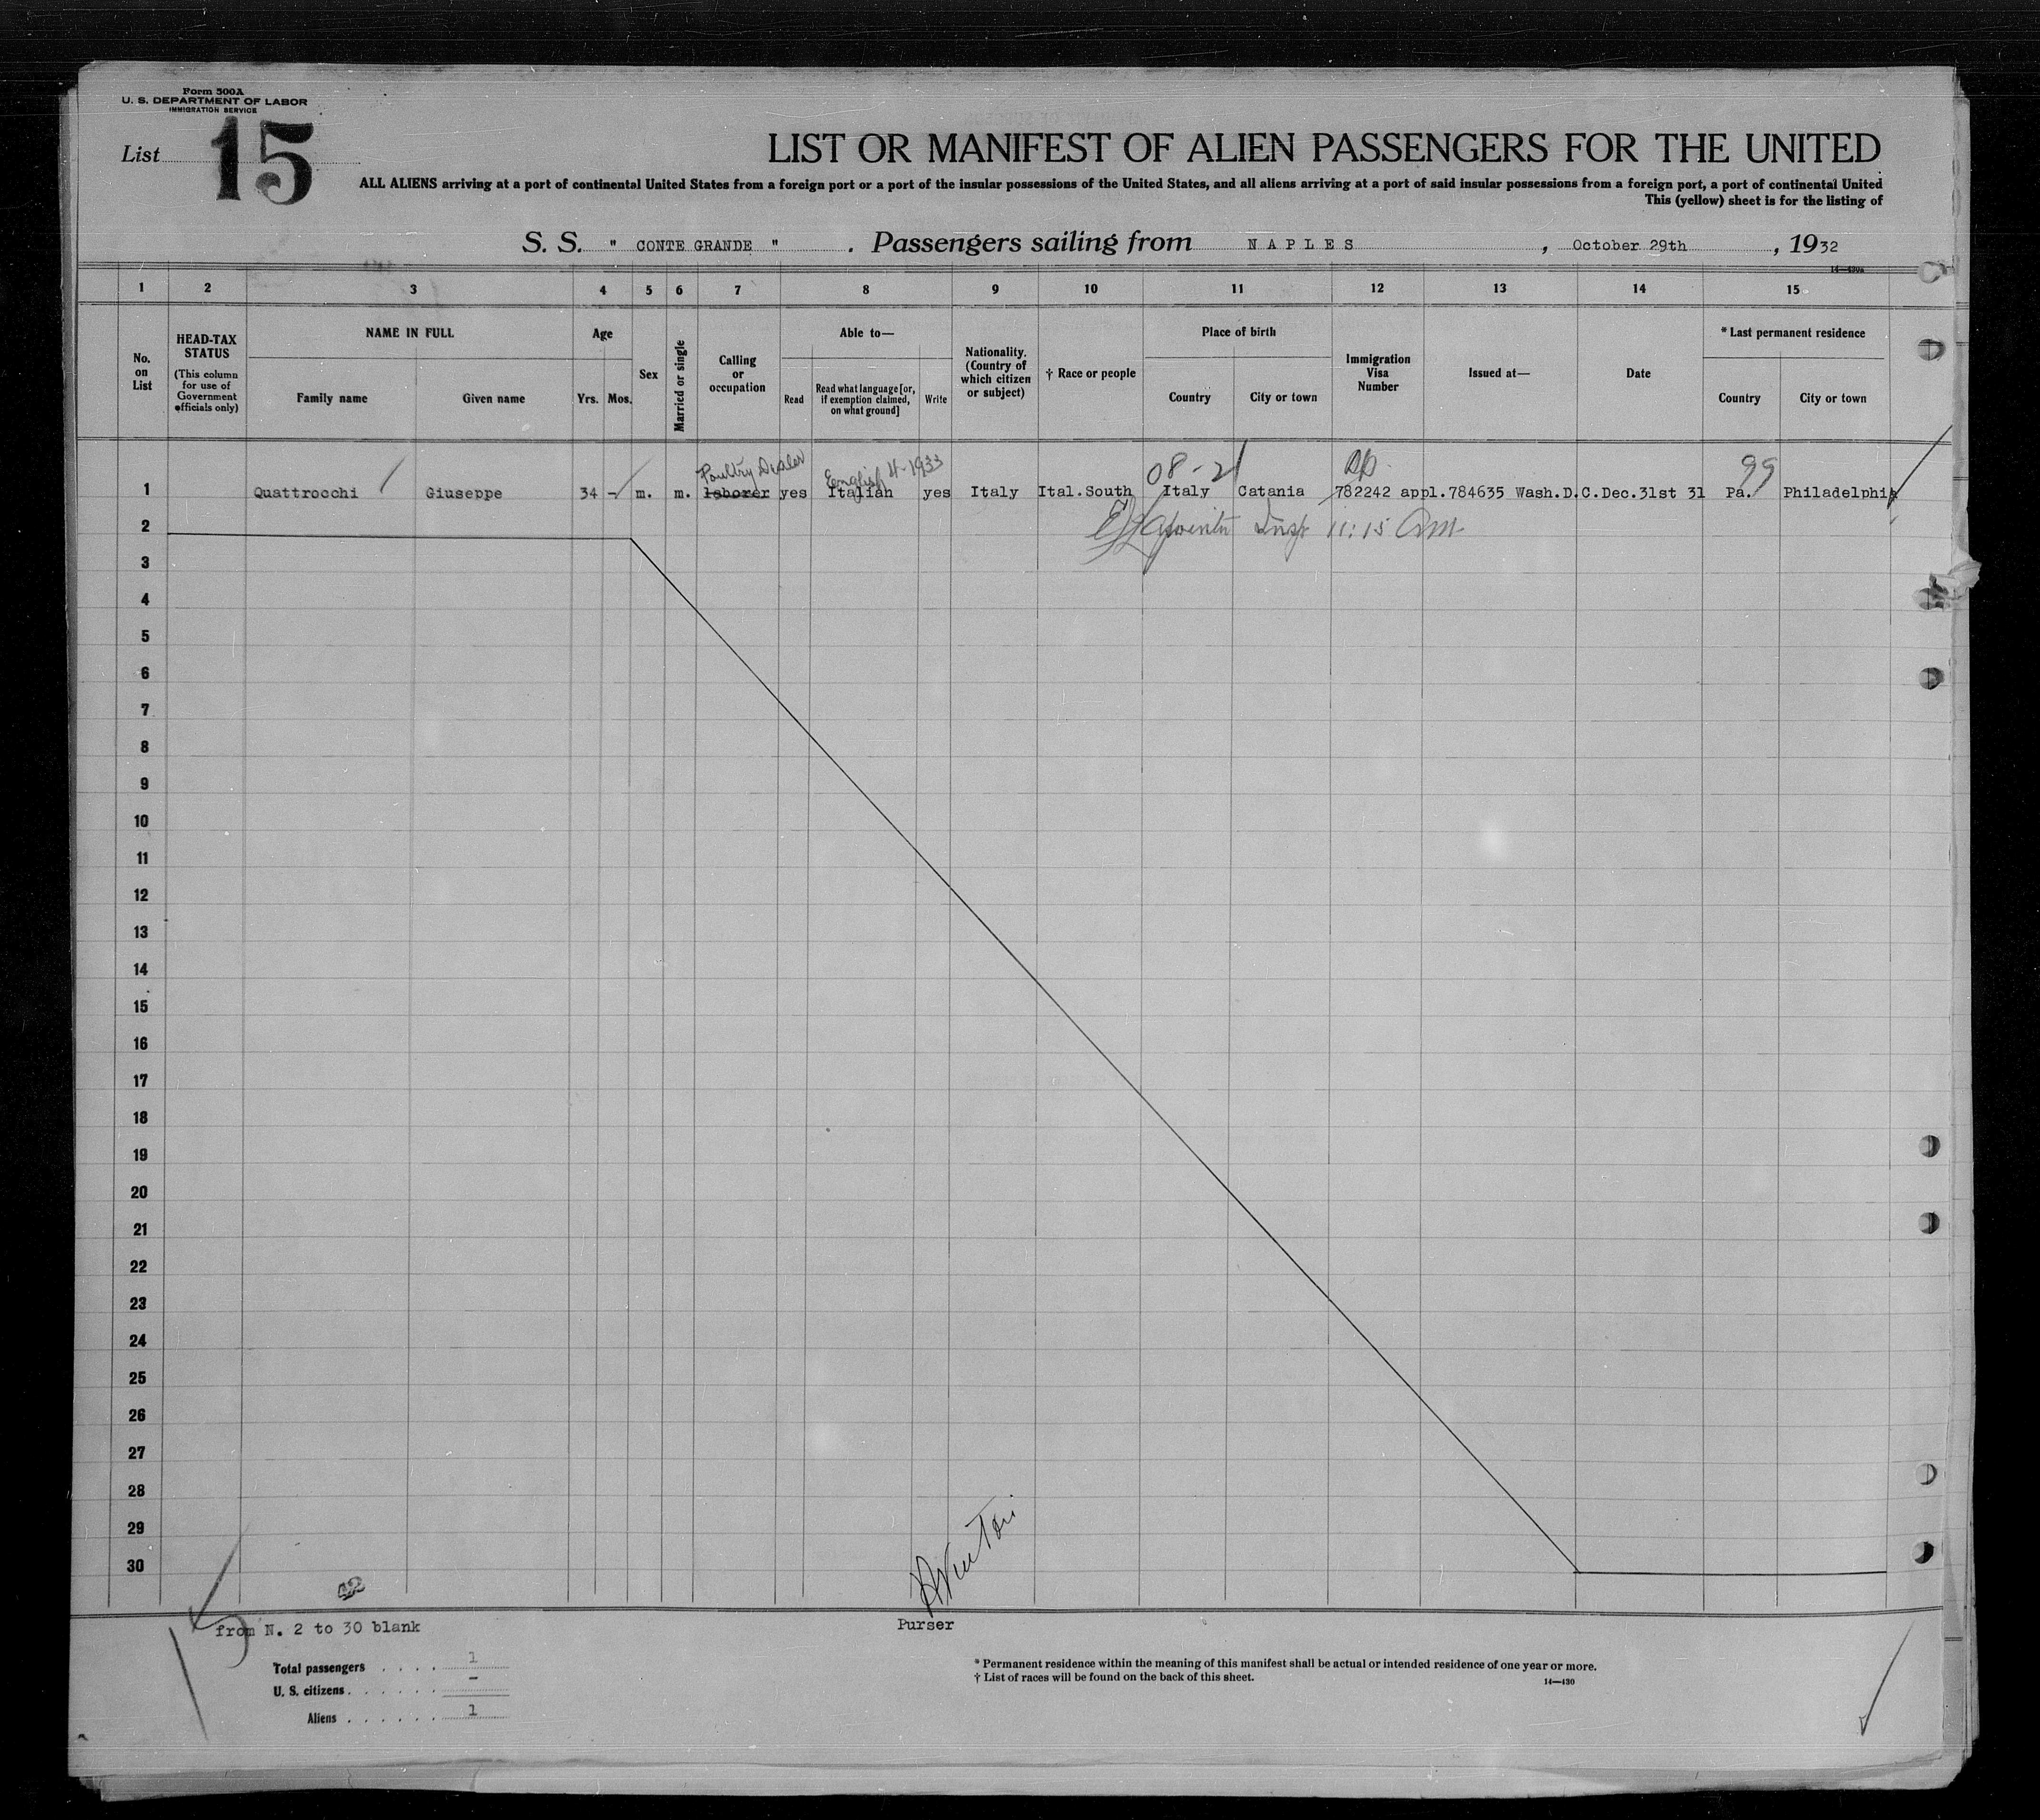 Form 500A
U. S. DEPARTMENT OF LABOR
IMMIGRATION SERVICE
List 15
LIST OR MANIFEST OF ALIEN PASSENGERS FOR THE UNITED
ALL ALIENS arriving at a port of continental United States from a foreign port or a port of the insular possessions of the United States, and all aliens arriving at a port of said insular possessions from a foreign port, a port of continental United
This (yellow) sheet is for the listing of
S. S. " CONTE GRANDE " . Passengers sailing from NAPLES , October 29th , 1932
1 2 3 4 5 6 7 8 9 10 11 12 13 14 15
No. on List
HEAD-TAX STATUS
(This column for use of Government officials only)
NAME IN FULL
Family name
Given name
Age
Yrs.
Mos.
Sex
Married or single
Calling or occupation
Able to—
Read
Read what language [or, if exemption claimed, on what ground]
Write
Nationality. (Country of which citizen or subject)
† Race or people
Place of birth
Country
City or town
Immigration Visa Number
Issued at—
Date
* Last permanent residence
Country
City or town
Poultry Dealer English 4-1933 08-21 99
1 Quattrocchi Giuseppe 34 - m. m. laborer yes Italian yes Italy Ital.South Italy Catania 782242 appl.784635 Wash.D.C.Dec.31st 31 Pa. Philadelphia
2 Insp 11:15 am
3
4
5
6
7
8
9
10
11
12
13
14
15
16
17
18
19
20
21
22
23
24
25
26
27
28
29
30
42
from N. 2 to 30 blank
Purser
Total passengers . . . . 1
U. S. citizens . . . . . . -
Aliens . . . . . . 1
* Permanent residence within the meaning of this manifest shall be actual or intended residence of one year or more.
† List of races will be found on the back of this sheet.
14—430